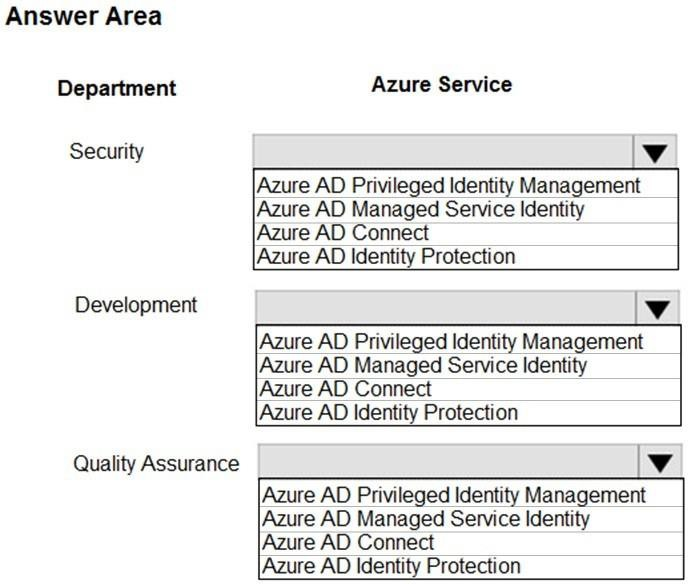 Answer Area
Department
Azure Service
Security
Azure AD Privileged Identity Management
Azure AD Managed Service Identity
Azure AD Connect
Azure AD Identity Protection
Development
Azure AD Privileged Identity Management
Azure AD Managed Service Identity
Azure AD Connect
Azure AD Identity Protection
Quality Assurance
Azure AD Privileged Identity Management
Azure AD Managed Service Identity
Azure AD Connect
Azure AD Identity Protection